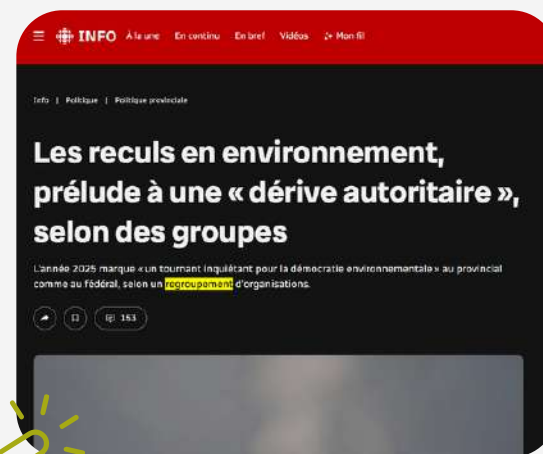 INFO À la une En continu En bref Vidéos Mon fil
Info | Politique | Politique provinciale
Les reculs en environnement,
prélude à une « dérive autoritaire »,
selon des groupes
L'année 2025 marque « un tournant inquiétant pour la démocratie environnementale » au provincial
comme au fédéral, selon un regroupement d'organisations.
153